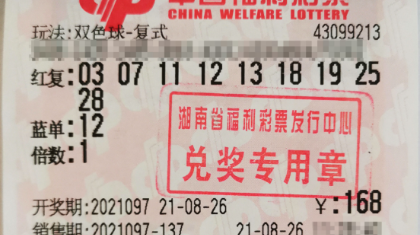 中国福利彩票
CHINA WELFARE LOTTERY
玩法:双色球-复式 43099213
红复:03 07 11 12 13 18 19 25
28
蓝单:12
倍数:1
湖南省福利彩票发行中心
兑奖专用章
开奖期:2021097 21-08-26 ¥:168
销售期:2021097-137 21-08-26